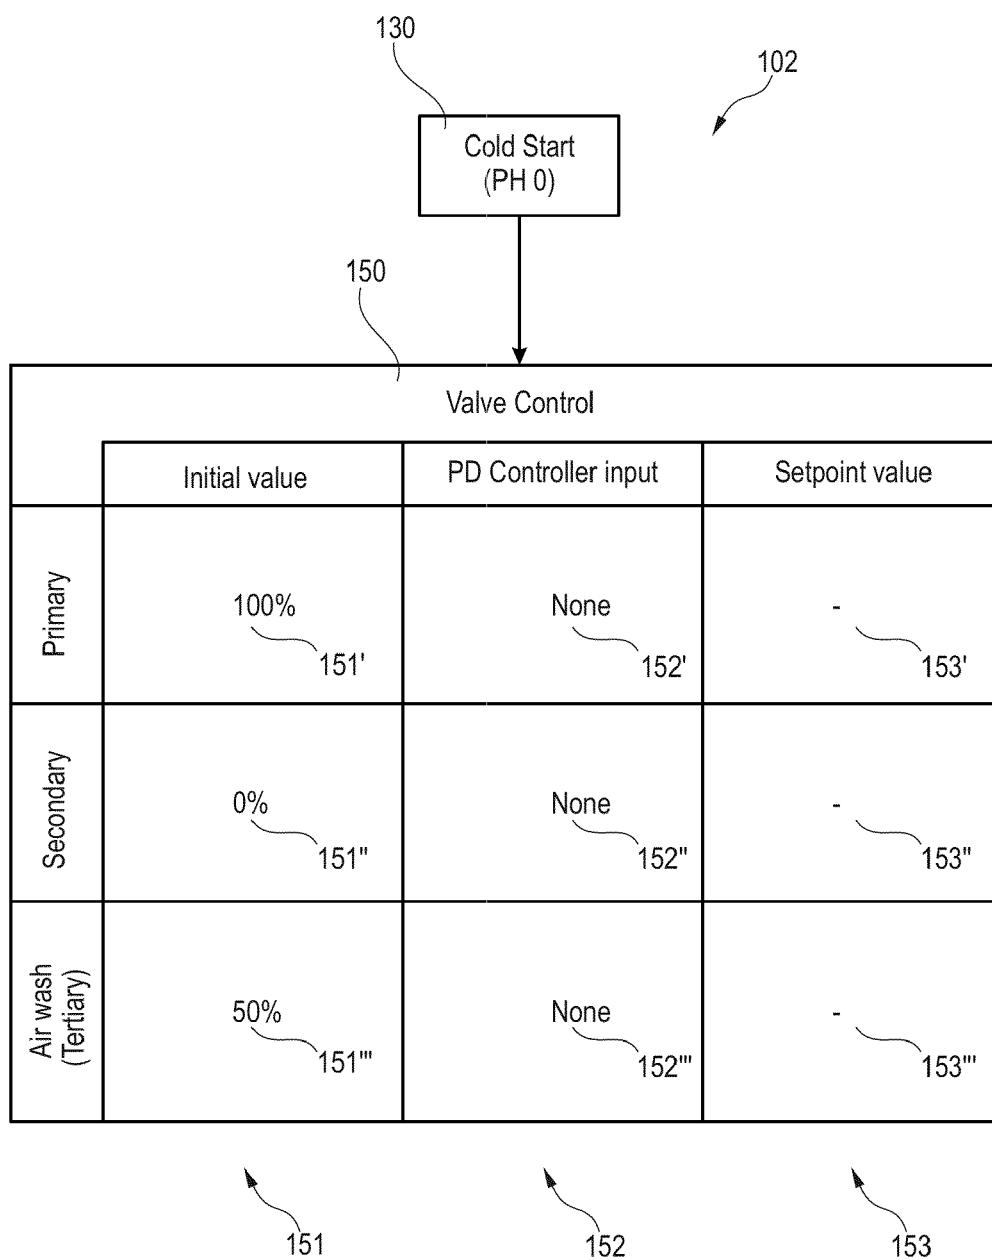 130
102
Cold Start
(PH 0)
150
Valve Control
Initial value
PD Controller input
Setpoint value
Primary
100%
None
-
151'
152'
153'
Secondary
0%
None
-
151"
152"
153"
Air wash
(Tertiary)
50%
None
-
151'"
152'"
153'"
151
152
153